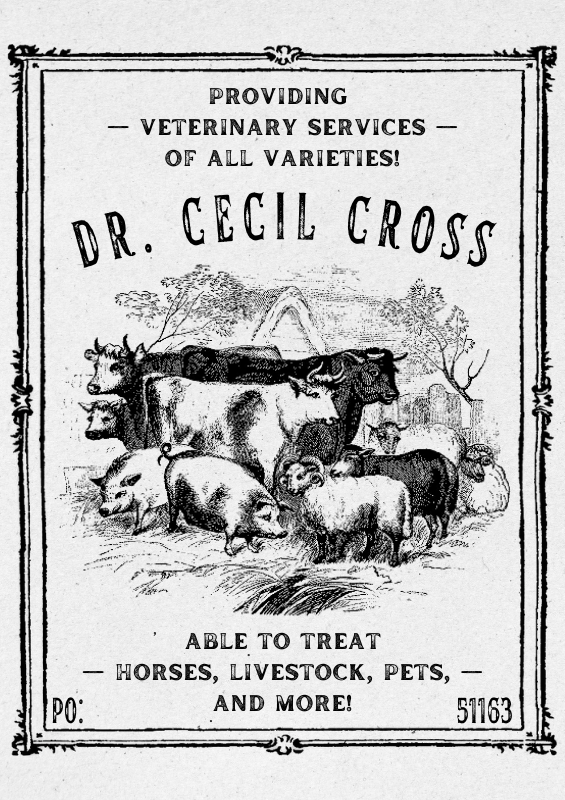 PROVIDING
— VETERINARY SERVICES —
OF ALL VARIETIES!
DR. CECIL CROSS
ABLE TO TREAT
— HORSES, LIVESTOCK, PETS, —
AND MORE!
PO: 51163